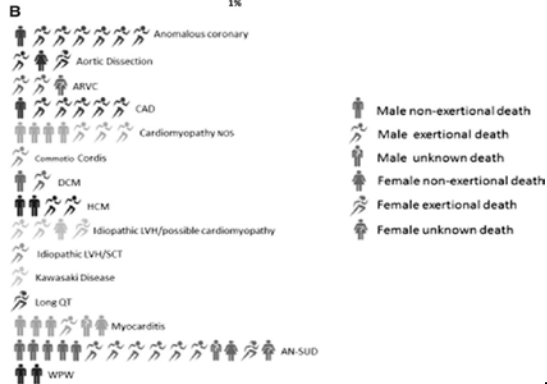 1%
B
Anomalous coronary
Aortic Dissection
ARVC
CAD
Cardiomyopathy NOS
Commotio Cordis
DCM
HCM
Idiopathic LVH/possible cardiomyopathy
Idiopathic LVH/SCT
Kawasaki Disease
Long QT
Myocarditis
AN-SUD
WPW
Male non-exertional death
Male exertional death
Male unknown death
Female non-exertional death
Female exertional death
Female unknown death